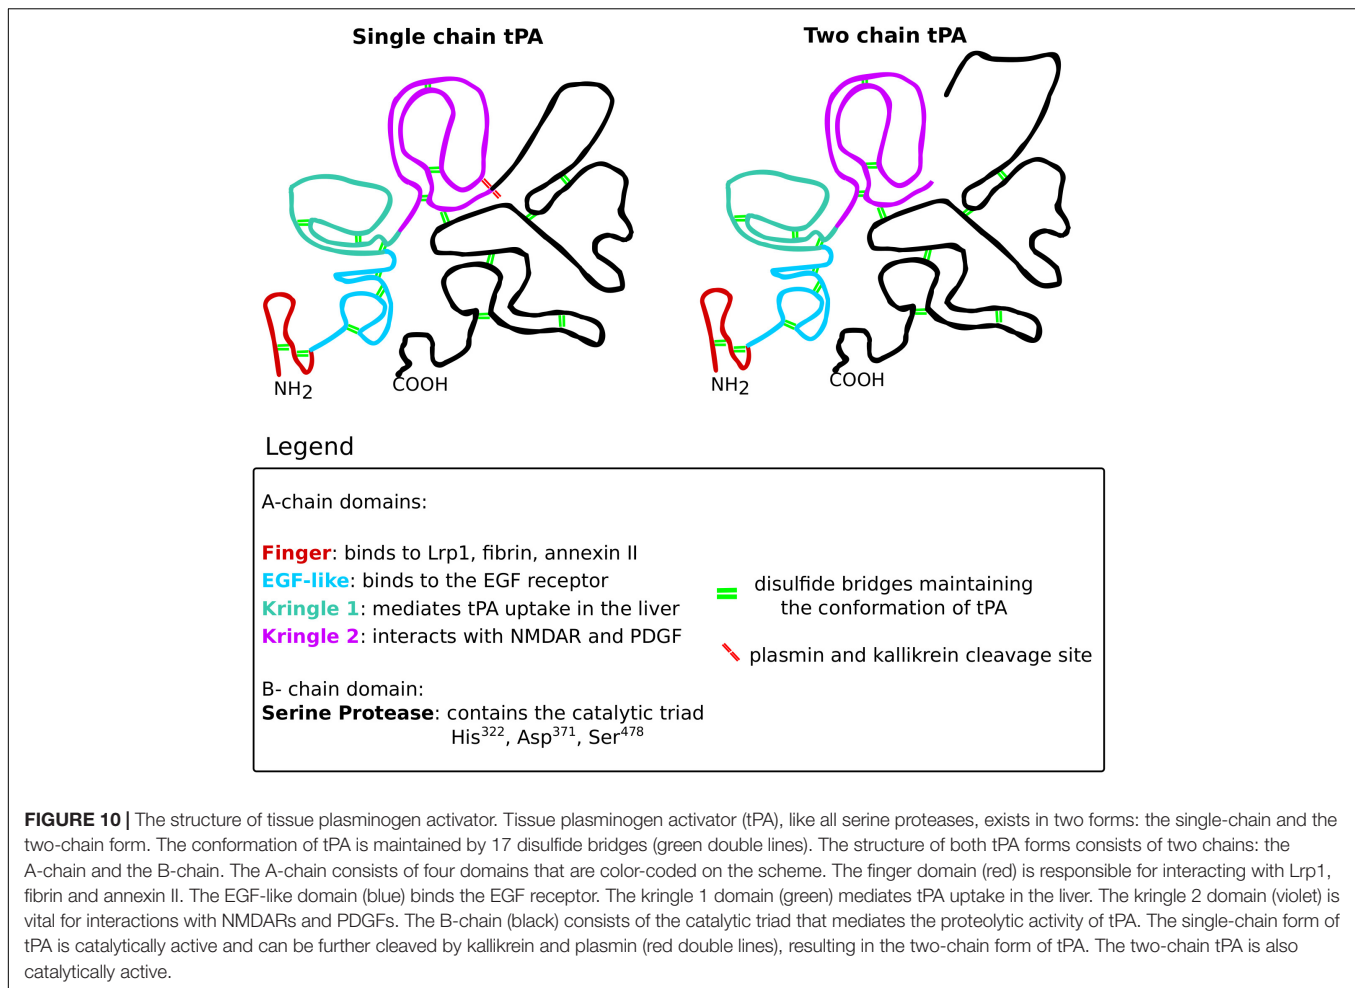 Single chain tPA
Two chain tPA
NH2
COOH
NH2
COOH
Legend
A-chain domains:
Finger: binds to Lrp1, fibrin, annexin II
EGF-like: binds to the EGF receptor
Kringle 1: mediates tPA uptake in the liver
Kringle 2: interacts with NMDAR and PDGF
B- chain domain:
Serine Protease: contains the catalytic triad
His322, Asp371, Ser478
disulfide bridges maintaining
the conformation of tPA
plasmin and kallikrein cleavage site
FIGURE 10 | The structure of tissue plasminogen activator. Tissue plasminogen activator (tPA), like all serine proteases, exists in two forms: the single-chain and the
two-chain form. The conformation of tPA is maintained by 17 disulfide bridges (green double lines). The structure of both tPA forms consists of two chains: the
A-chain and the B-chain. The A-chain consists of four domains that are color-coded on the scheme. The finger domain (red) is responsible for interacting with Lrp1,
fibrin and annexin II. The EGF-like domain (blue) binds the EGF receptor. The kringle 1 domain (green) mediates tPA uptake in the liver. The kringle 2 domain (violet) is
vital for interactions with NMDARs and PDGFs. The B-chain (black) consists of the catalytic triad that mediates the proteolytic activity of tPA. The single-chain form of
tPA is catalytically active and can be further cleaved by kallikrein and plasmin (red double lines), resulting in the two-chain form of tPA. The two-chain tPA is also
catalytically active.